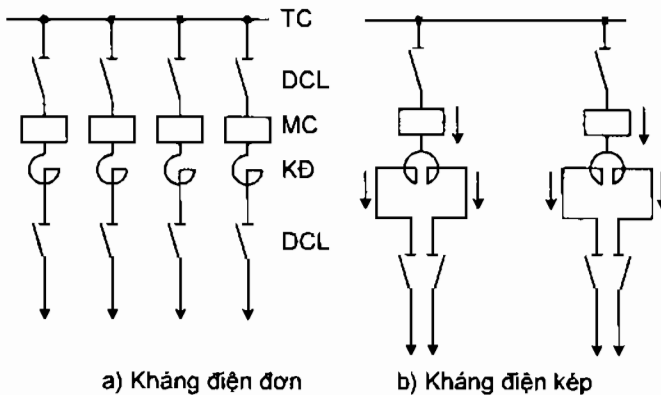 TC
DCL
MC
KĐ
DCL
a) Kháng điện đơn
b) Kháng điện kép